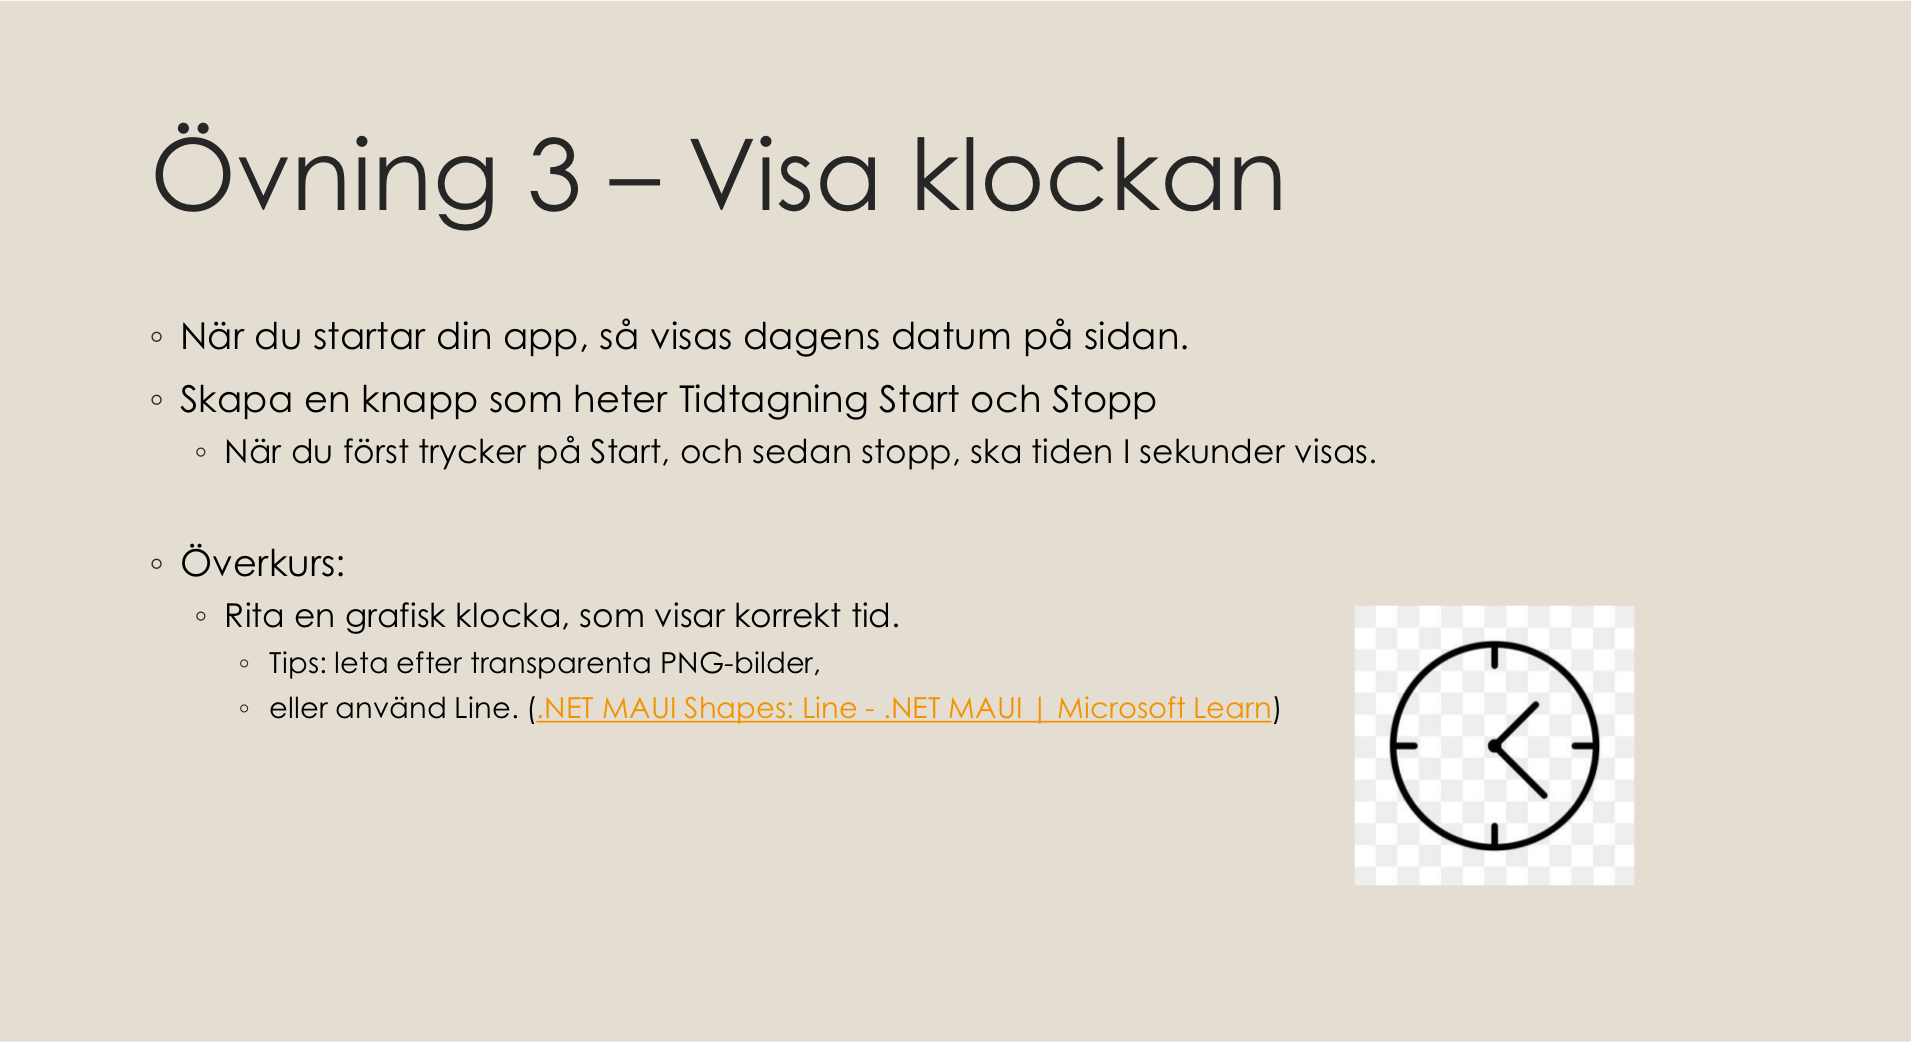 Övning 3 – Visa klockan
◦ När du startar din app, så visas dagens datum på sidan.
◦ Skapa en knapp som heter Tidtagning Start och Stopp
◦ När du först trycker på Start, och sedan stopp, ska tiden I sekunder visas.
◦ Överkurs:
◦ Rita en grafisk klocka, som visar korrekt tid.
◦ Tips: leta efter transparenta PNG-bilder,
◦ eller använd Line. (.NET MAUI Shapes: Line - .NET MAUI | Microsoft Learn)